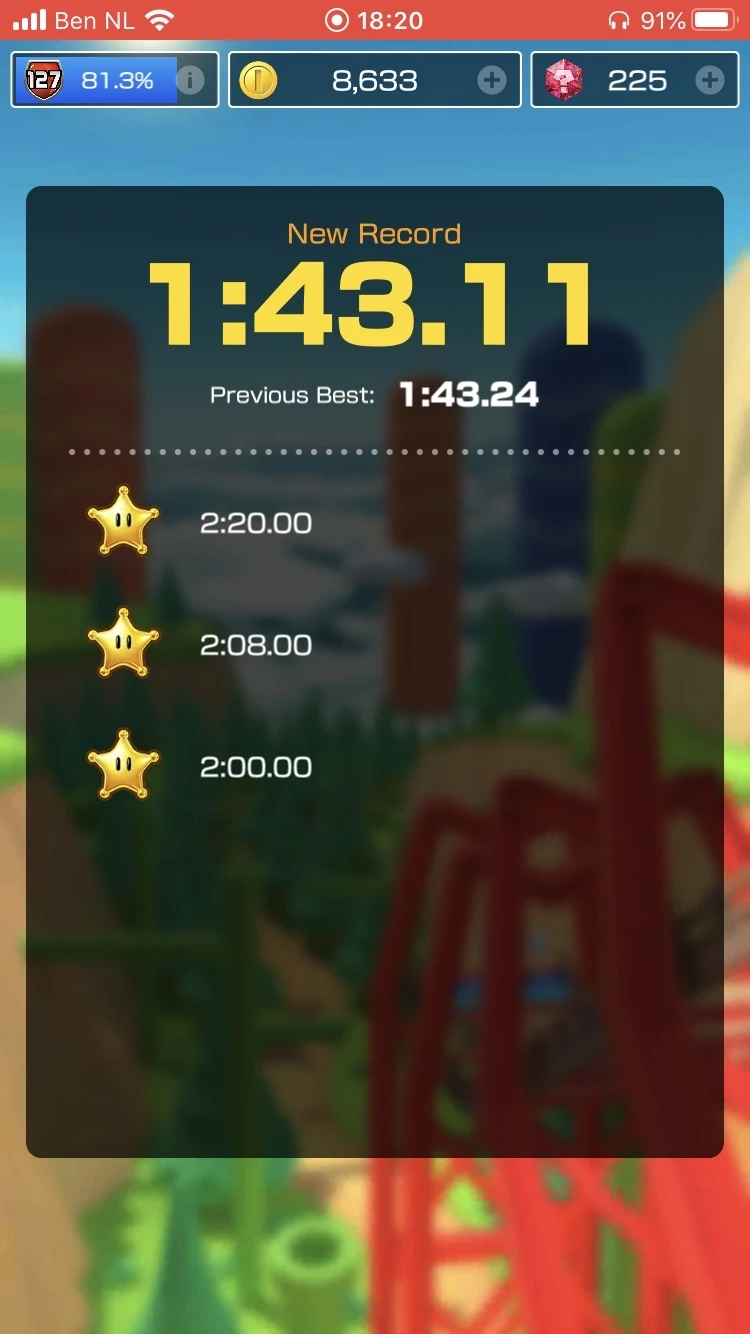 Ben NL 18:20 91%
127 81.3% i 8,633 + 225 +
New Record
1:43.11
Previous Best: 1:43.24
2:20.00
2:08.00
2:00.00